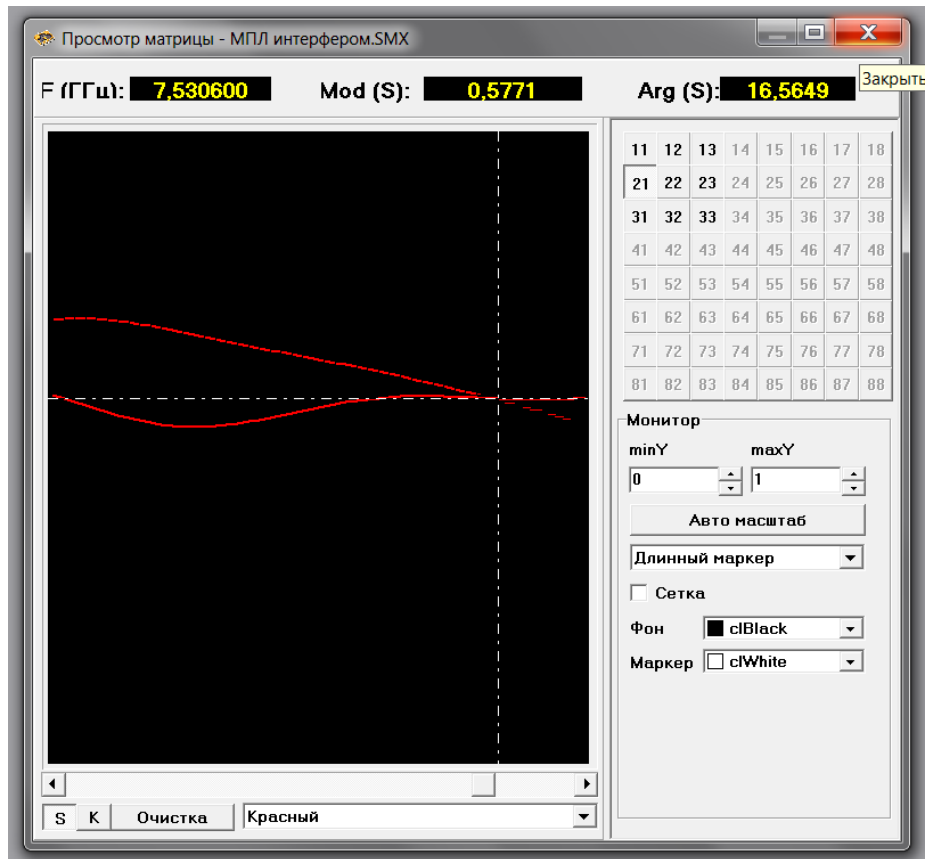 Просмотр матрицы - МПЛ интерфером.SMX
F (ГГц): 7,530600 Mod (S): 0,5771 Arg (S): 16,5649
Закрыть
11 12 13 14 15 16 17 18
21 22 23 24 25 26 27 28
31 32 33 34 35 36 37 38
41 42 43 44 45 46 47 48
51 52 53 54 55 56 57 58
61 62 63 64 65 66 67 68
71 72 73 74 75 76 77 78
81 82 83 84 85 86 87 88
Монитор
minY maxY
0 1
Авто масштаб
Длинный маркер
Сетка
Фон clBlack
Маркер clWhite
S K Очистка Красный